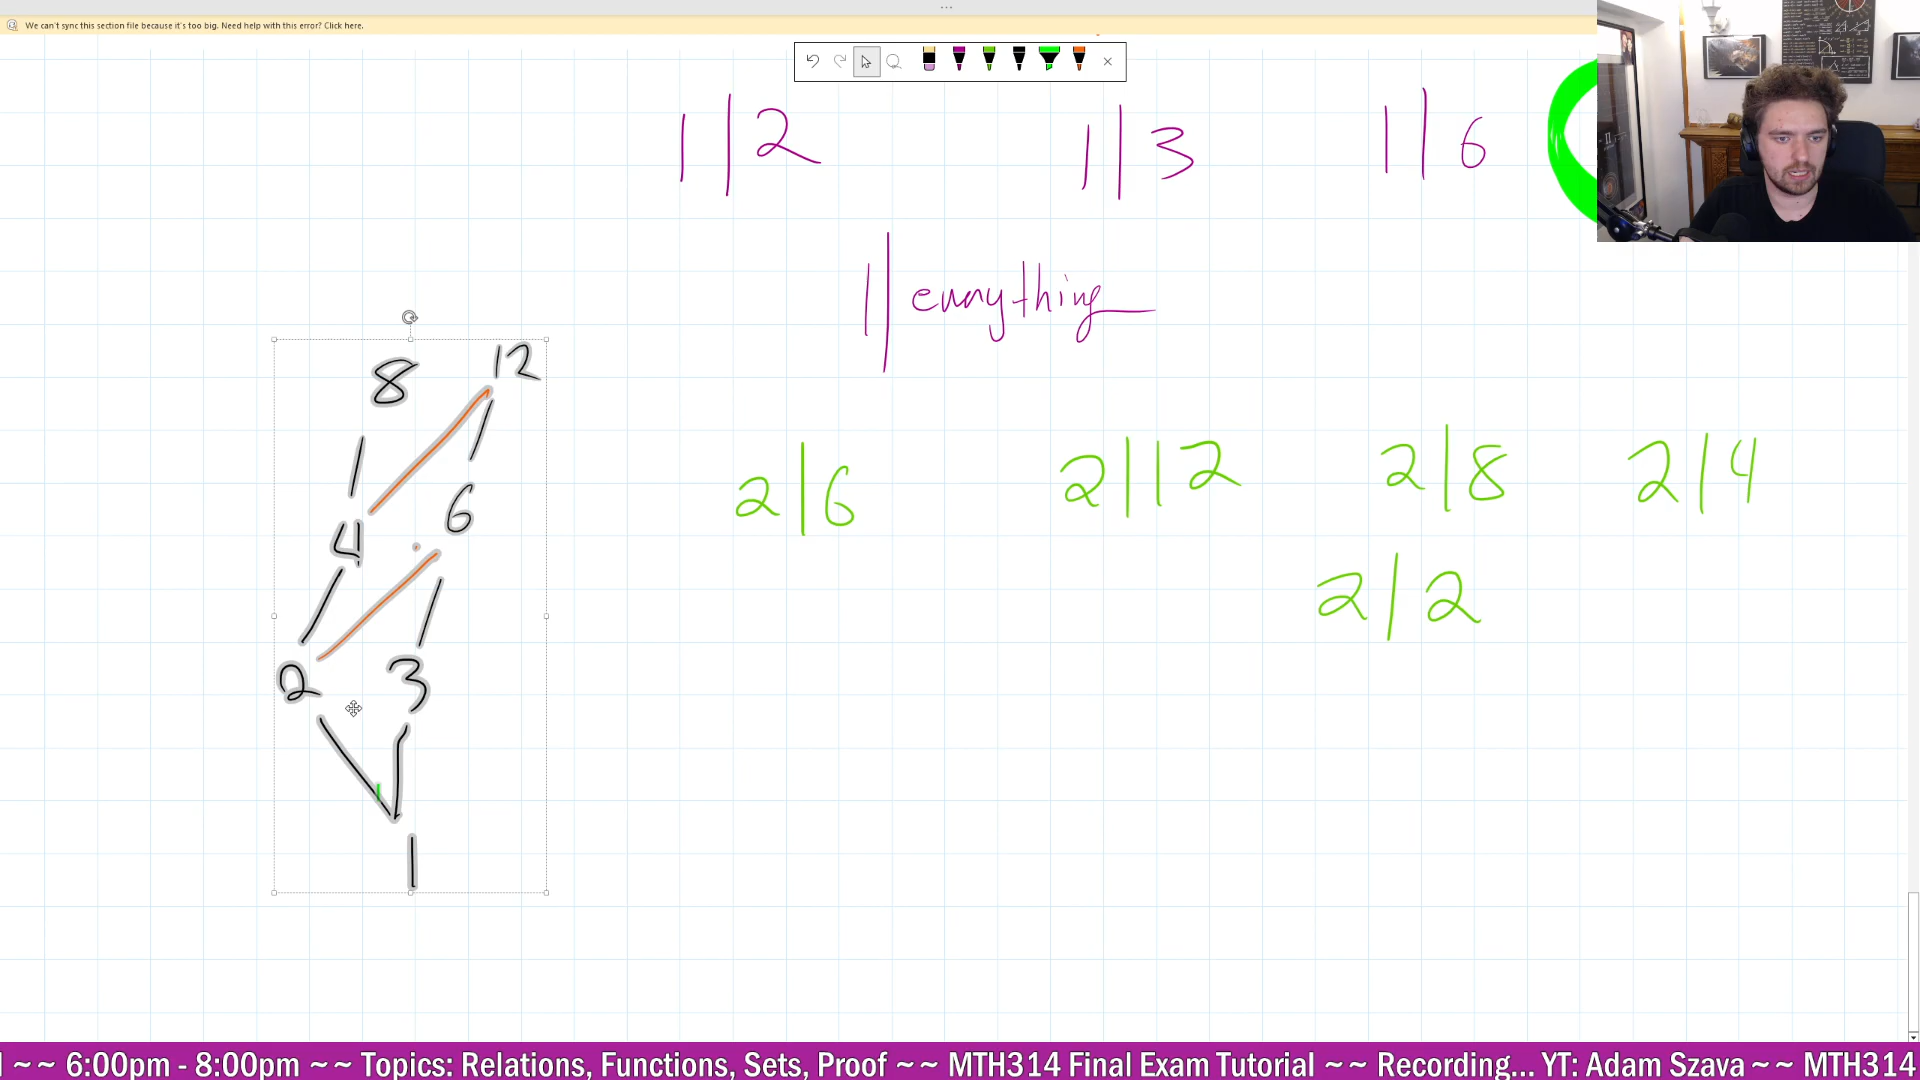 We can't sync this section file because it's too big. Need help with this error? Click here.
1|2 1|3 1|6
1|everything
8 12
4 6
2 3
1
2|6 2|12 2|8 2|4
2|2
~~ 6:00pm - 8:00pm ~~ Topics: Relations, Functions, Sets, Proof ~~ MTH314 Final Exam Tutorial ~~ Recording... YT: Adam Szava ~~ MTH314